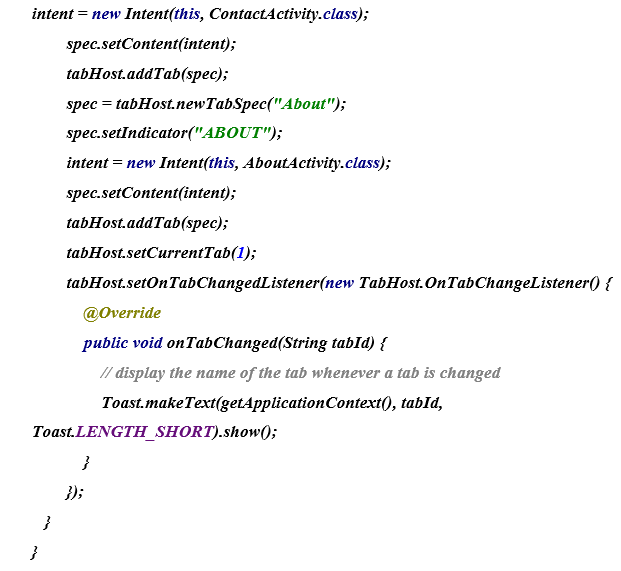 intent = new Intent(this, ContactActivity.class);
spec.setContent(intent);
tabHost.addTab(spec);
spec = tabHost.newTabSpec("About");
spec.setIndicator("ABOUT");
intent = new Intent(this, AboutActivity.class);
spec.setContent(intent);
tabHost.addTab(spec);
tabHost.setCurrentTab(1);
tabHost.setOnTabChangedListener(new TabHost.OnTabChangeListener() {
@Override
public void onTabChanged(String tabId) {
// display the name of the tab whenever a tab is changed
Toast.makeText(getApplicationContext(), tabId,
Toast.LENGTH_SHORT).show();
}
});
}
}